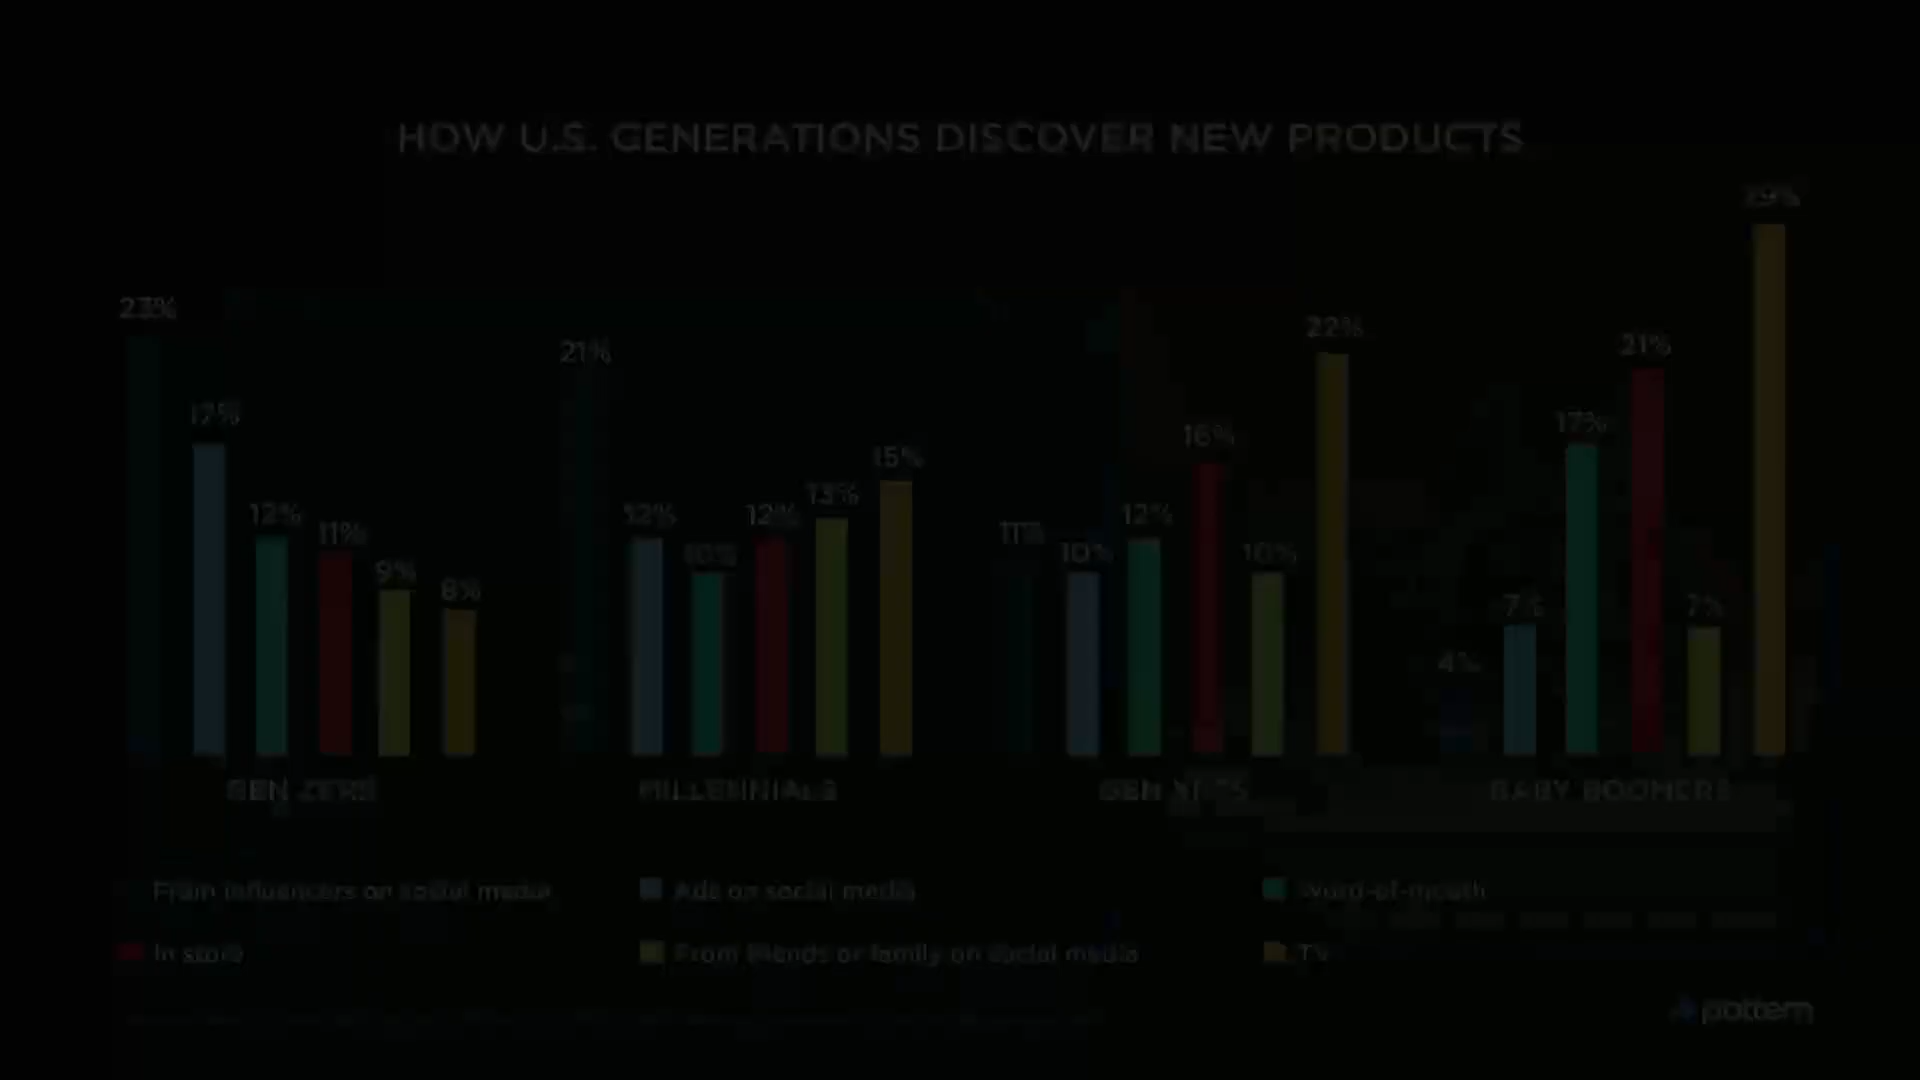 HOW U.S. GENERATIONS DISCOVER NEW PRODUCTS
23% 17% 12% 11% 9% 8%
21% 12% 10% 12% 13% 15%
11% 10% 12% 16% 10% 22%
4% 7% 17% 21% 7% 29%
GEN ZERS MILLENNIALS GEN XERS BABY BOOMERS
From influencers on social media Ads on social media Word-of-mouth
In store From friends or family on social media TV
pattern